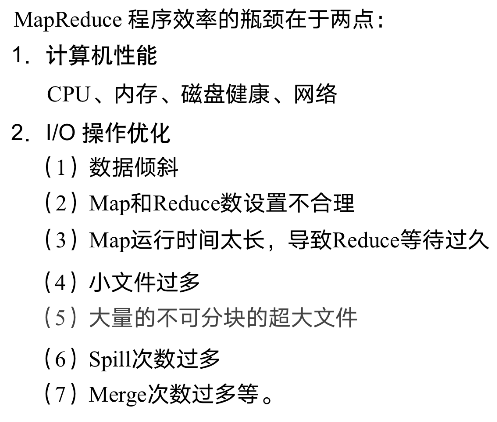 MapReduce 程序效率的瓶颈在于两点：
1. 计算机性能
CPU、内存、磁盘健康、网络
2. I/O 操作优化
（1）数据倾斜
（2）Map和Reduce数设置不合理
（3）Map运行时间太长，导致Reduce等待过久
（4）小文件过多
（5）大量的不可分块的超大文件
（6）Spill次数过多
（7）Merge次数过多等。